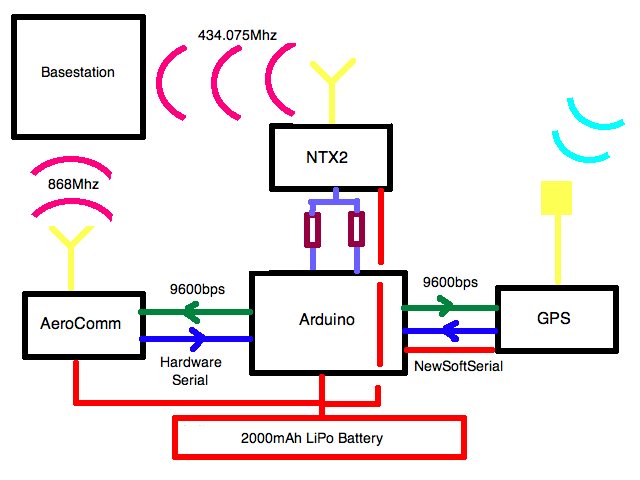 434.075Mhz
Basestation
NTX2
868Mhz
9600bps
9600bps
AeroComm
Arduino
GPS
Hardware
Serial
NewSoftSerial
2000mAh LiPo Battery